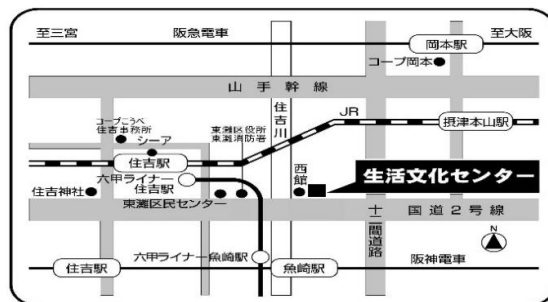 至三宮 阪急電車 岡本駅 至大阪
コープ岡本
山手幹線
住吉川
JR
摂津本山駅
コープこうべ
住吉事務所
シーア
東灘区役所
東灘消防署
住吉駅
六甲ライナー
住吉駅
西館
生活文化センター
住吉神社
東灘区民センター
十二間道路
国道2号線
N
住吉駅
六甲ライナー魚崎駅
魚崎駅
阪神電車